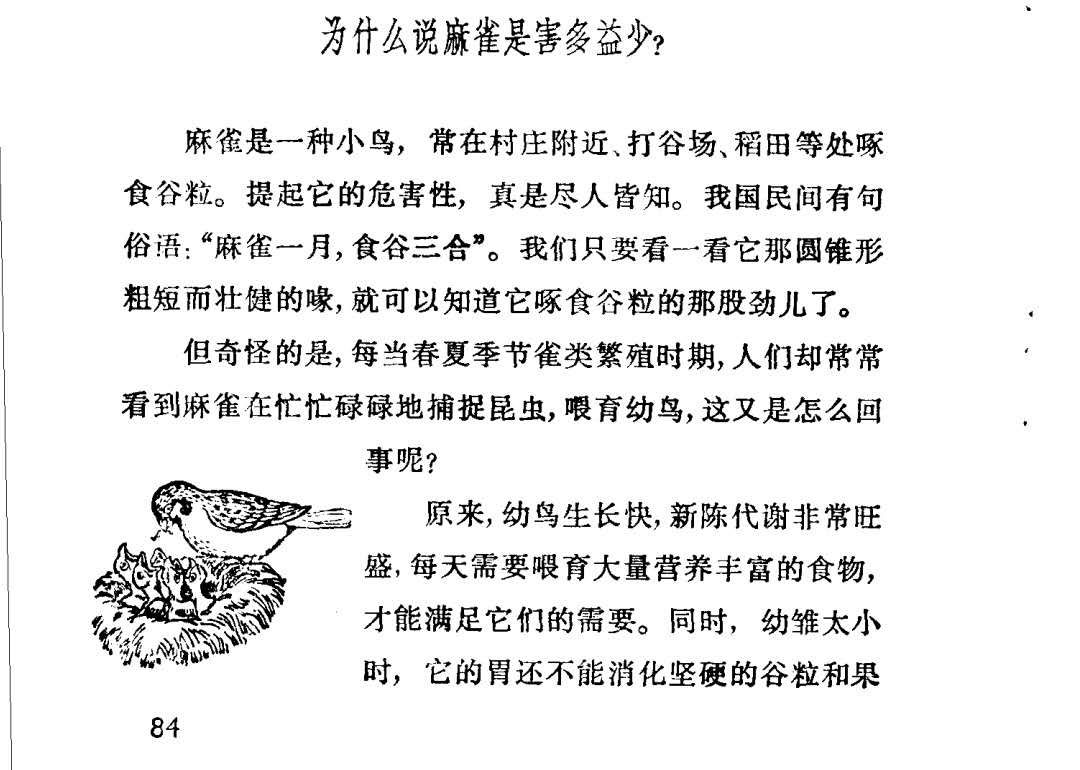 为什么说麻雀是害多益少?
麻雀是一种小鸟, 常在村庄附近、打谷场、稻田等处啄
食谷粒。提起它的危害性, 真是尽人皆知。我国民间有句
俗语:“麻雀一月,食谷三合”。我们只要看一看它那圆锥形
粗短而壮健的喙,就可以知道它啄食谷粒的那股劲儿了。
但奇怪的是,每当春夏季节雀类繁殖时期,人们却常常
看到麻雀在忙忙碌碌地捕捉昆虫,喂育幼鸟,这又是怎么回
事呢?
原来,幼鸟生长快,新陈代谢非常旺
盛,每天需要喂育大量营养丰富的食物,
才能满足它们的需要。同时, 幼雏太小
时, 它的胃还不能消化坚硬的谷粒和果
84